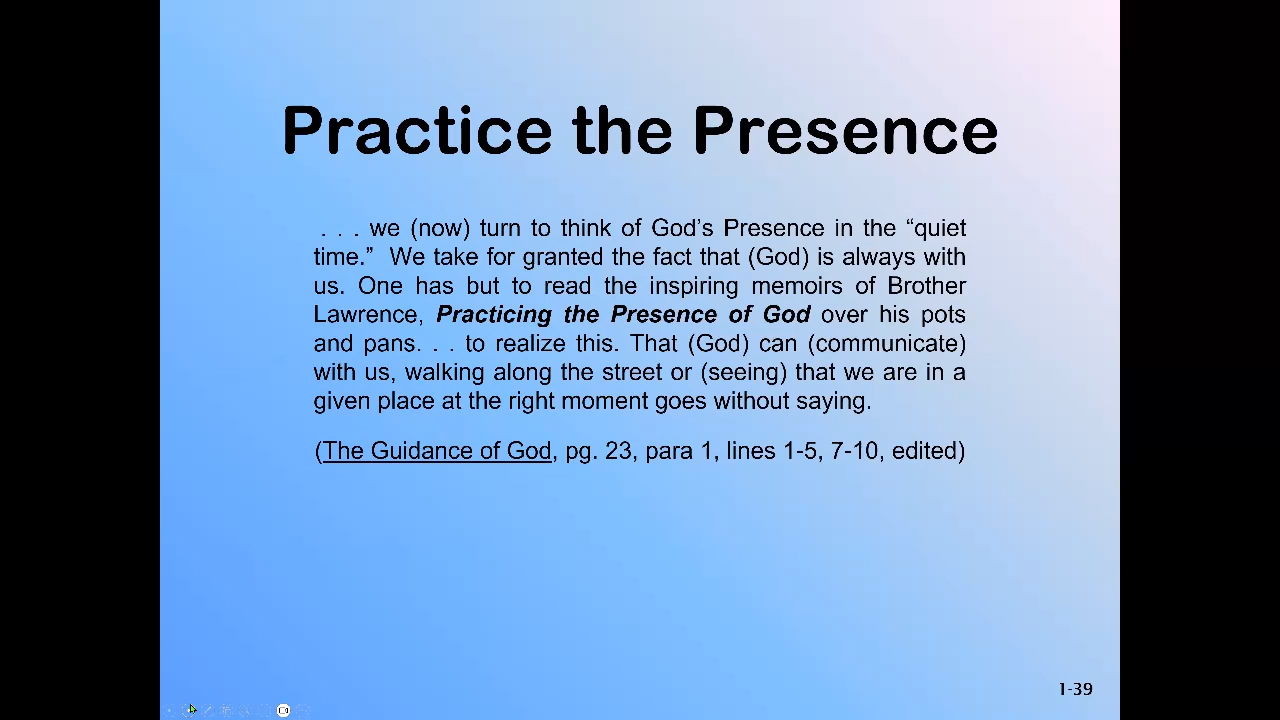 Practice the Presence
. . . we (now) turn to think of God’s Presence in the “quiet
time.”  We take for granted the fact that (God) is always with
us. One has but to read the inspiring memoirs of Brother
Lawrence, Practicing the Presence of God over his pots
and pans. . . to realize this. That (God) can (communicate)
with us, walking along the street or (seeing) that we are in a
given place at the right moment goes without saying.
(The Guidance of God, pg. 23, para 1, lines 1-5, 7-10, edited)
1-39